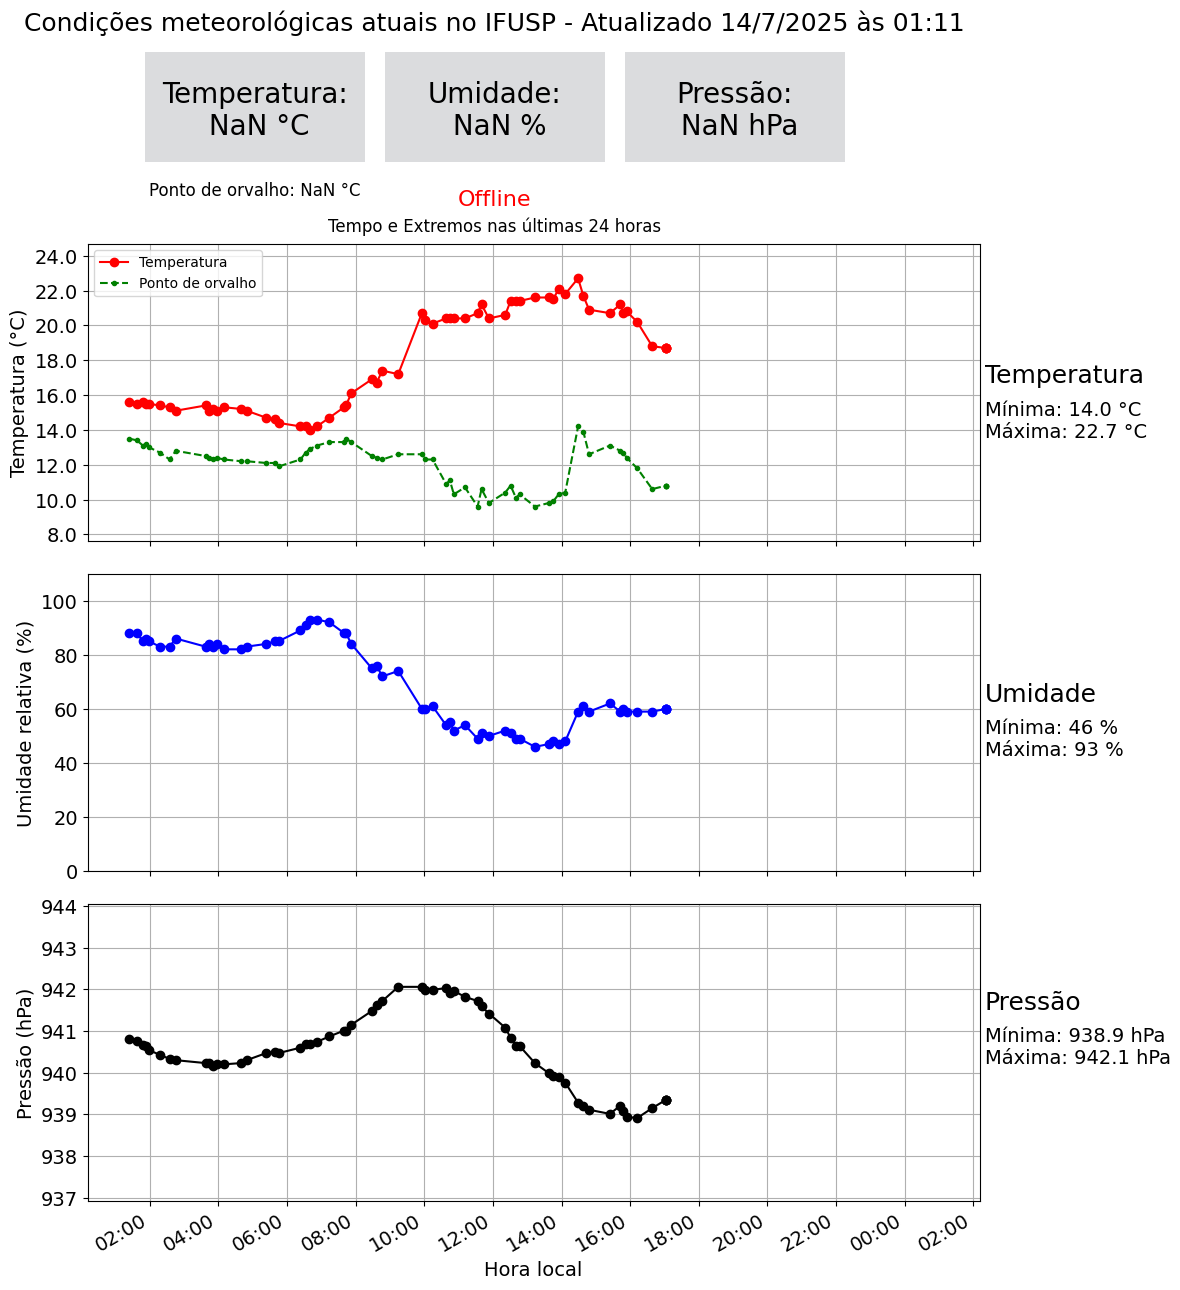 Condições meteorológicas atuais no IFUSP - Atualizado 14/7/2025 às 01:11
Temperatura:
NaN °C
Umidade:
NaN %
Pressão:
NaN hPa
Ponto de orvalho: NaN °C
Offline
Tempo e Extremos nas últimas 24 horas
Temperatura
Ponto de orvalho
Temperatura (°C)
24.0
22.0
20.0
18.0
16.0
14.0
12.0
10.0
8.0
Temperatura
Mínima: 14.0 °C
Máxima: 22.7 °C
Umidade relativa (%)
100
80
60
40
20
0
Umidade
Mínima: 46 %
Máxima: 93 %
Pressão (hPa)
944
943
942
941
940
939
938
937
Pressão
Mínima: 938.9 hPa
Máxima: 942.1 hPa
02:00
04:00
06:00
08:00
10:00
12:00
14:00
16:00
18:00
20:00
22:00
00:00
02:00
Hora local